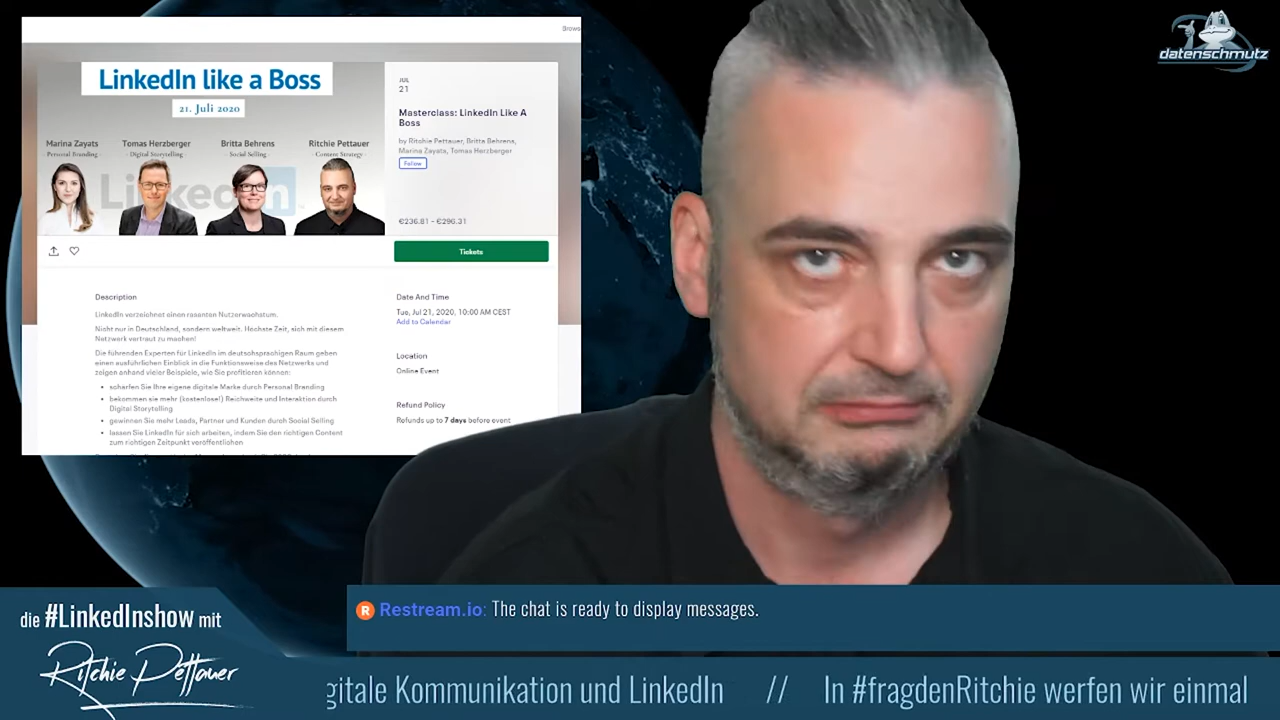 Brows
LinkedIn like a Boss
21. Juli 2020
Marina Zayats
- Personal Branding -
Tomas Herzberger
- Digital Storytelling -
Britta Behrens
- Social Selling -
Ritchie Pettauer
- Content Strategy -
LinkedIn
JUL
21
Masterclass: LinkedIn Like A
Boss
by Ritchie Pettauer, Britta Behrens,
Marina Zayats, Tomas Herzberger
Follow
€236.81 - €296.31
Tickets
Description
LinkedIn verzeichnet einen rasanten Nutzerwachstum.
Nicht nur in Deutschland, sondern weltweit. Höchste Zeit, sich mit diesem
Netzwerk vertraut zu machen!
Die führenden Experten für LinkedIn im deutschsprachigen Raum geben
einen ausführlichen Einblick in die Funktionsweise des Netzwerks und
zeigen anhand vieler Beispiele, wie Sie profitieren können:
• schärfen Sie Ihre eigene digitale Marke durch Personal Branding
• bekommen sie mehr (kostenlose!) Reichweite und Interaktion durch
Digital Storytelling
• gewinnen Sie mehr Leads, Partner und Kunden durch Social Selling
• lassen Sie LinkedIn für sich arbeiten, indem Sie den richtigen Content
zum richtigen Zeitpunkt veröffentlichen
Date And Time
Tue, Jul 21, 2020, 10:00 AM CEST
Add to Calendar
Location
Online Event
Refund Policy
Refunds up to 7 days before event
datenschmutz
die #LinkedInshow mit
Ritchie Pettauer
R Restream.io: The chat is ready to display messages.
gitale Kommunikation und LinkedIn // In #fragdenRitchie werfen wir einmal